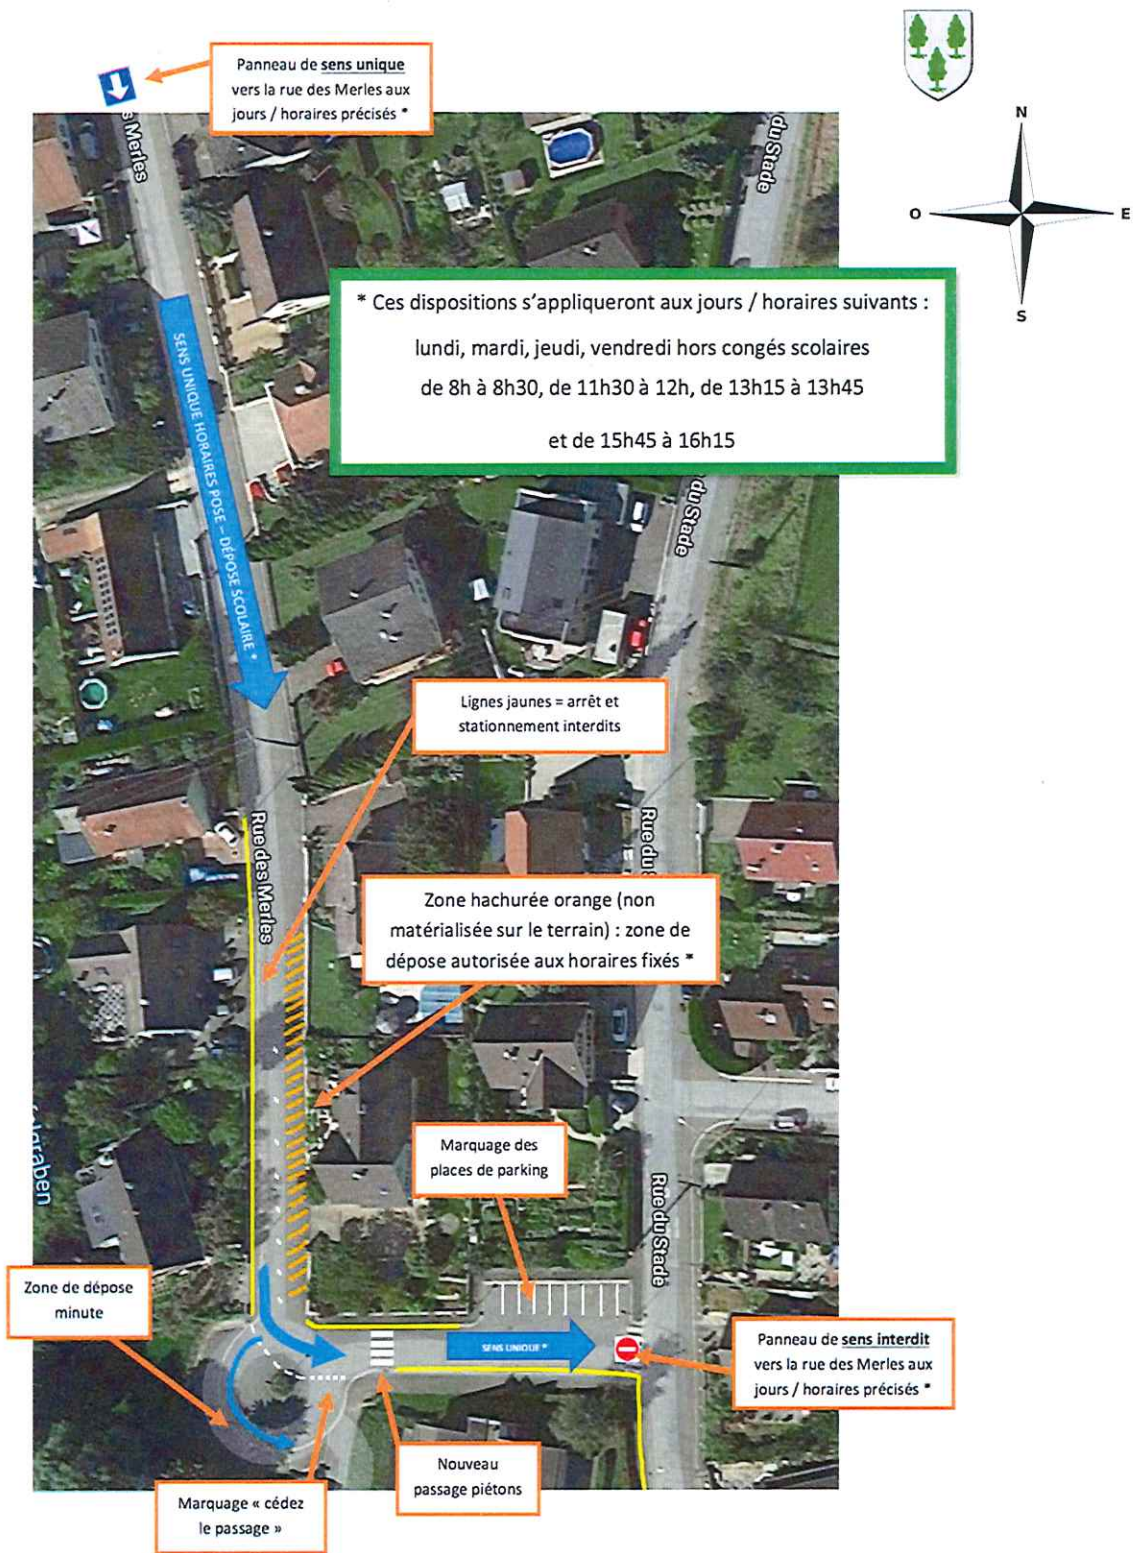 Panneau de sens unique
vers la rue des Merles aux
jours / horaires précisés *
s Merles
du Stade
N
O
E
S
* Ces dispositions s'appliqueront aux jours / horaires suivants :
lundi, mardi, jeudi, vendredi hors congés scolaires
de 8h à 8h30, de 11h30 à 12h, de 13h15 à 13h45
et de 15h45 à 16h15
SENS UNIQUE HORAIRES POSE – DÉPOSE SCOLAIRE *
du Stade
Lignes jaunes = arrêt et
stationnement interdits
Rue des Merles
Rue du
Zone hachurée orange (non
matérialisée sur le terrain) : zone de
dépose autorisée aux horaires fixés *
Marquage des
places de parking
graben
Rue du Stade
Zone de dépose
minute
SENS UNIQUE *
Panneau de sens interdit
vers la rue des Merles aux
jours / horaires précisés *
Nouveau
passage piétons
Marquage « cédez
le passage »